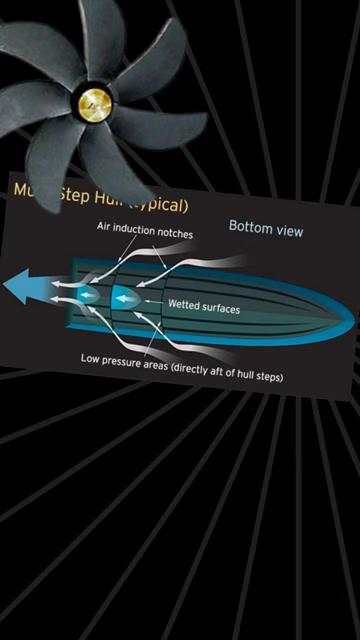 Step Hull (typical)
Bottom view
Air induction notches
Wetted surfaces
Low pressure areas (directly aft of hull steps)